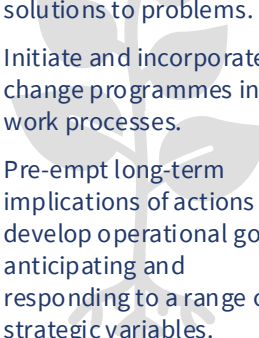 solutions to problems.
Initiate and incorporate
change programmes in
work processes.
Pre-empt long-term
implications of actions
develop operational go
anticipating and
responding to a range o
strategic variables.